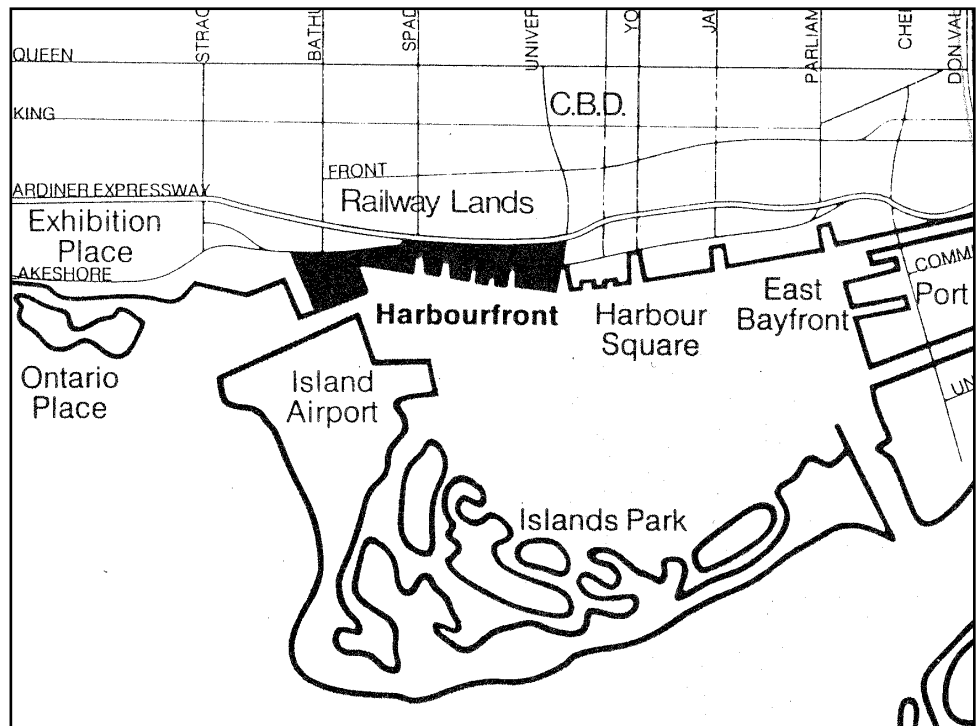 STRAC
BATHU
SPAD
UNIVER
YO
JA
PARLIAM
CHE
DON VAL
QUEEN
KING
C.B.D.
FRONT
ARDINER EXPRESSWAY
Railway Lands
Exhibition
Place
AKESHORE
Harbourfront
Harbour
Square
East
Bayfront
COMM
Port
Ontario
Place
Island
Airport
UN
Islands Park